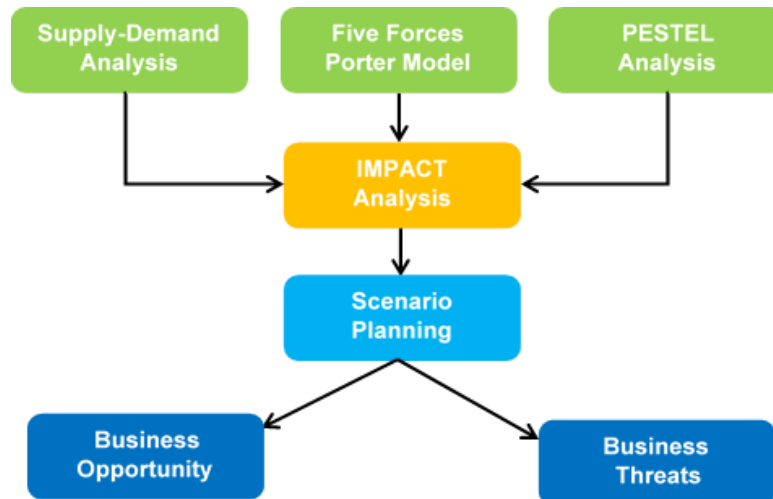 Supply-Demand
Analysis
Five Forces
Porter Model
PESTEL
Analysis
IMPACT
Analysis
Scenario
Planning
Business
Opportunity
Business
Threats